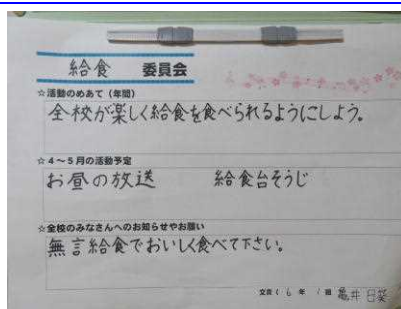 給食 委員会
☆活動のめあて（年間）
全校が楽しく給食を食べられるようにしよう。
☆４～５月の活動予定
お昼の放送 給食台そうじ
☆全校のみなさんへのお知らせやお願い
無言給食でおいしく食べて下さい。
文責（ 6 年 1 組 亀井 日菜